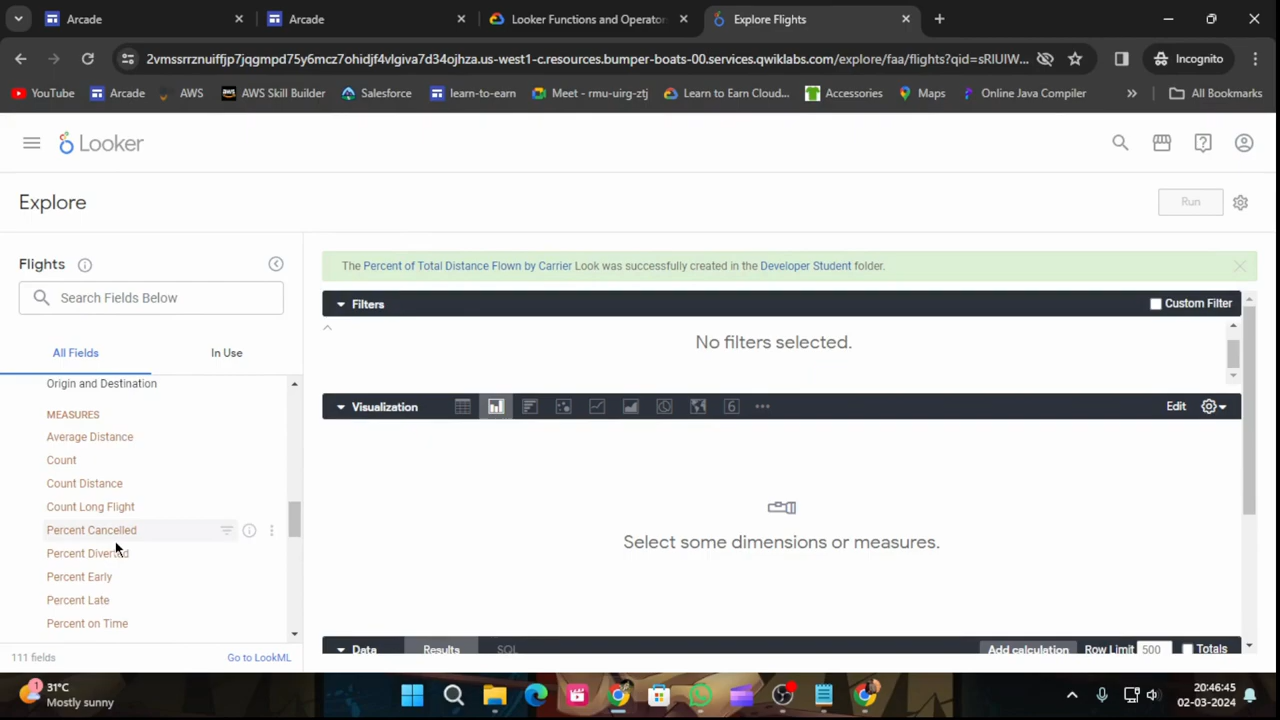 Arcade
Arcade
Looker Functions and Operator
Explore Flights
2vmssrrznuiffjp7jqgmpd75y6mcz7ohidjf4vlgiva7d34ojhza.us-west1-c.resources.bumper-boats-00.services.qwiklabs.com/explore/faa/flights?qid=sRIUIW...
Incognito
YouTube
Arcade
AWS
AWS Skill Builder
Salesforce
learn-to-earn
Meet - rmu-uirg-ztj
Learn to Earn Cloud...
Accessories
Maps
Online Java Compiler
All Bookmarks
Looker
Explore
Run
Flights
The Percent of Total Distance Flown by Carrier Look was successfully created in the Developer Student folder.
Search Fields Below
Filters
Custom Filter
All Fields
In Use
No filters selected.
Origin and Destination
MEASURES
Average Distance
Count
Count Distance
Count Long Flight
Percent Cancelled
Percent Diverted
Percent Early
Percent Late
Percent on Time
Visualization
6
Edit
Select some dimensions or measures.
111 fields
Go to LookML
Data
Results
SQL
Add calculation
Row Limit
500
Totals
1
31°C
Mostly sunny
20:46:45
02-03-2024